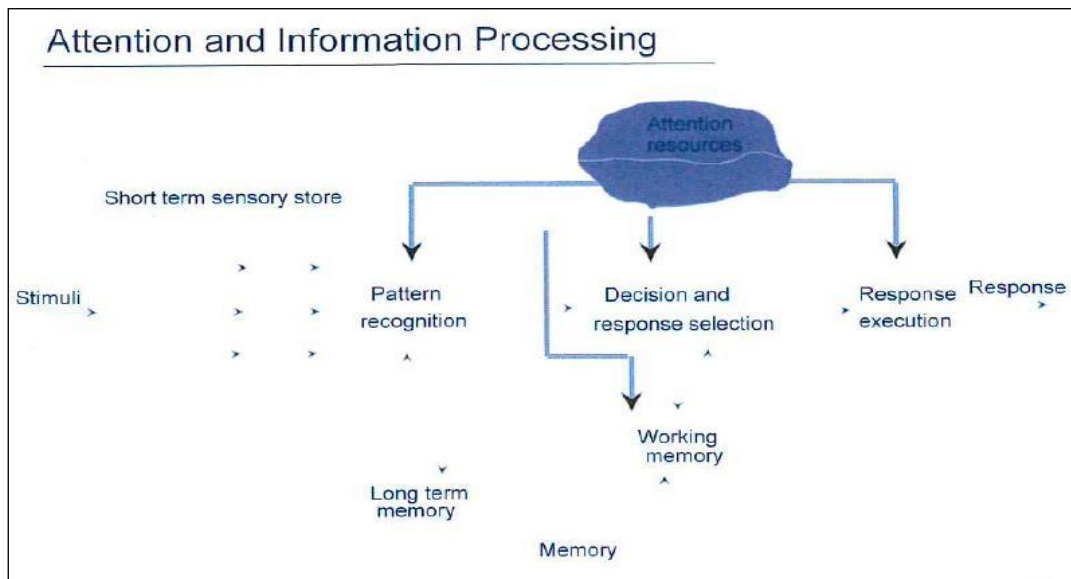 Attention and Information Processing
Attention
resources
Short term sensory store
Stimuli
Pattern
recognition
Decision and
response selection
Response
execution
Response
Working
memory
Long term
memory
Memory